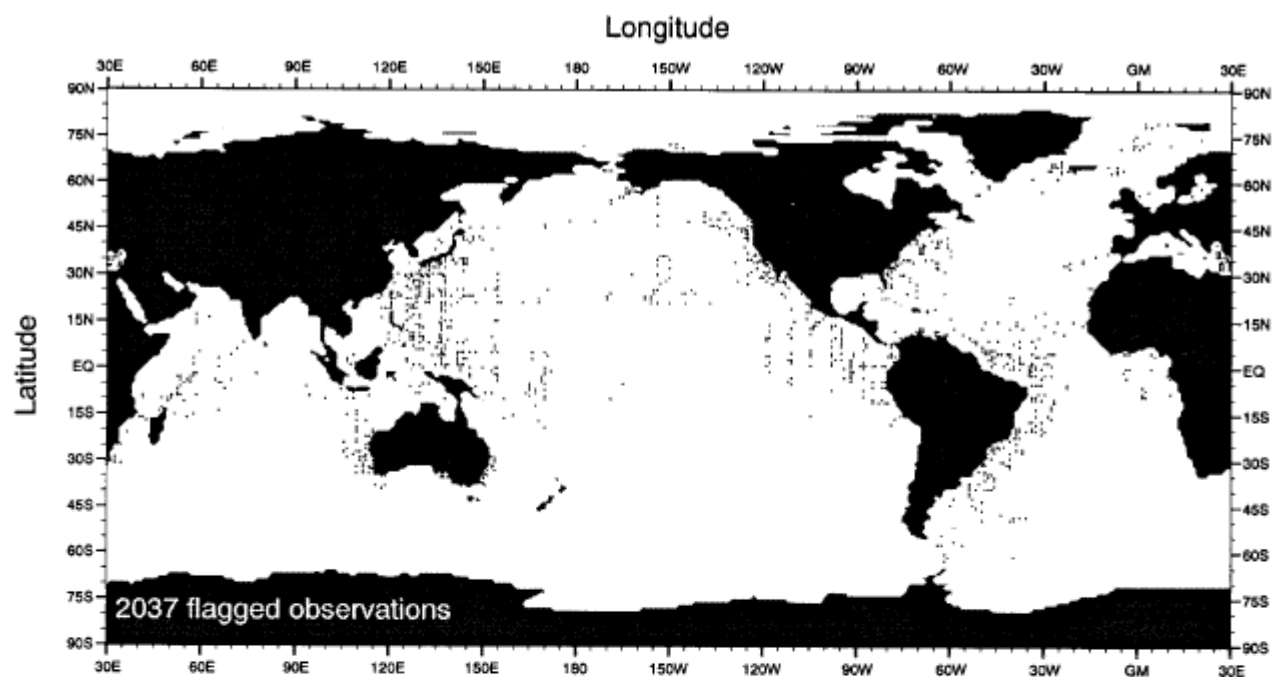 Longitude
30E 60E 90E 120E 150E 180 150W 120W 90W 60W 30W GM 30E
90N 90N
75N 75N
60N 60N
45N 45N
30N 30N
15N 15N
Latitude
EQ EQ
15S 15S
30S 30S
45S 45S
60S 60S
75S 75S
2037 flagged observations
90S 90S
30E 60E 90E 120E 150E 180 150W 120W 90W 60W 30W GM 30E